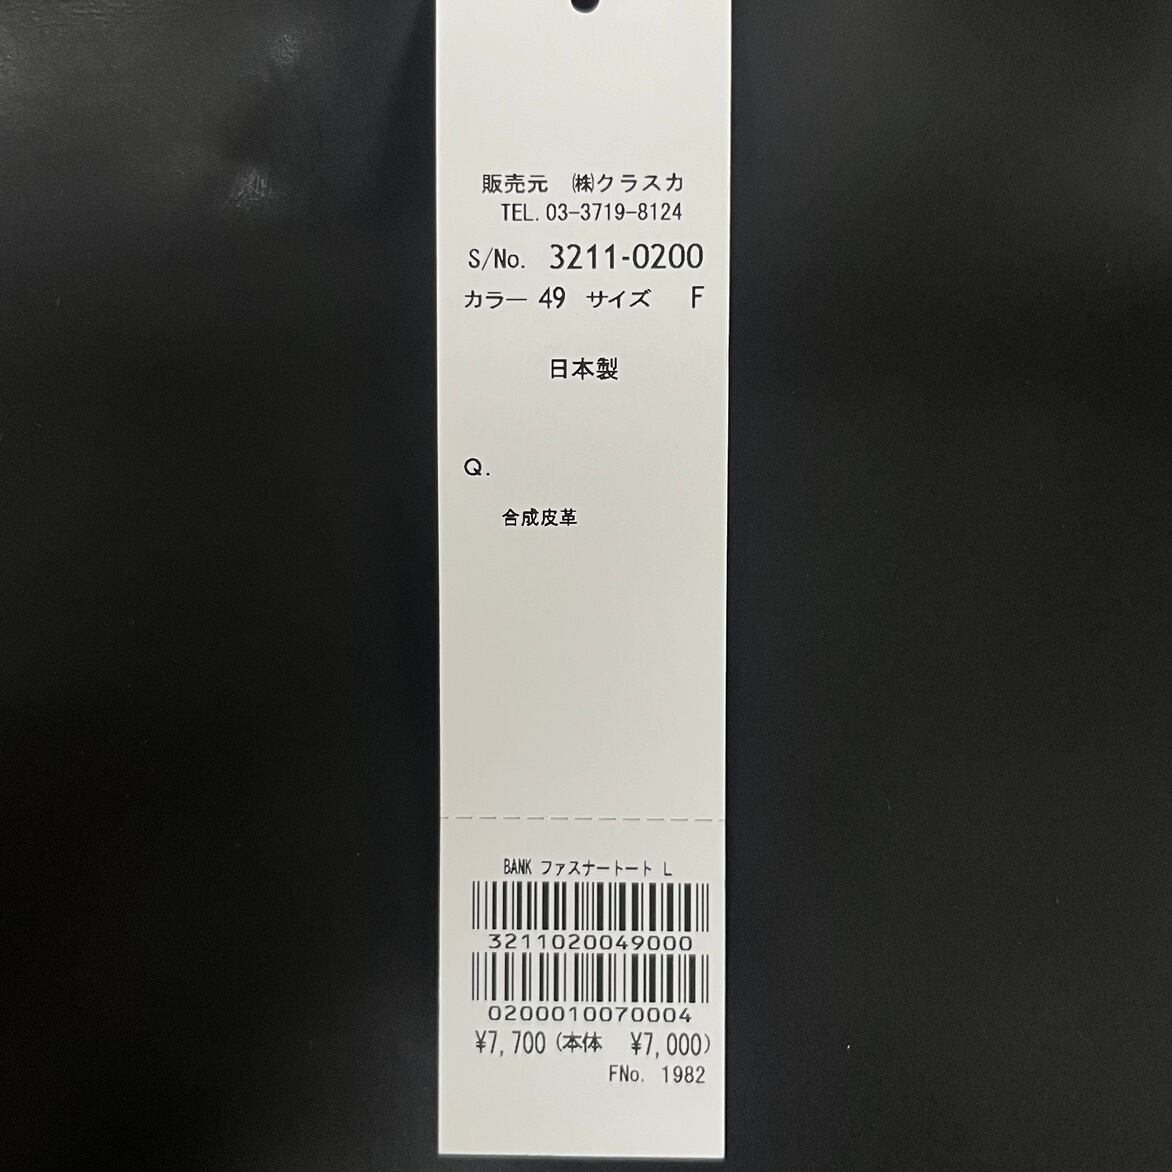 販売元 ㈱クラスカ
TEL.03-3719-8124
S/No. 3211-0200
カラー 49 サイズ F
日本製
Q.
合成皮革
BANK ファスナートート L
3211020049000
0200010070004
¥7,700(本体 ¥7,000)
FNo. 1982